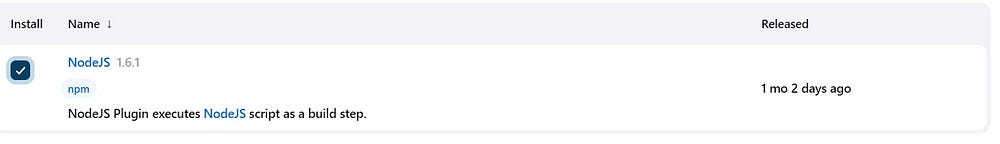 Install Name ↓ Released
NodeJS 1.6.1
npm
1 mo 2 days ago
NodeJS Plugin executes NodeJS script as a build step.